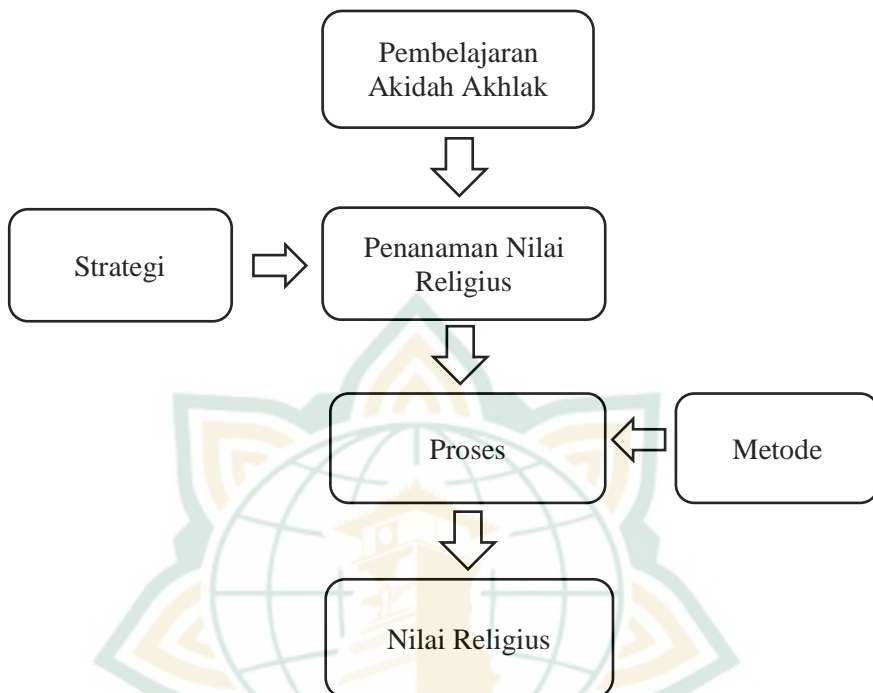 Pembelajaran
Akidah Akhlak
Strategi
Penanaman Nilai
Religius
Proses
Metode
Nilai Religius